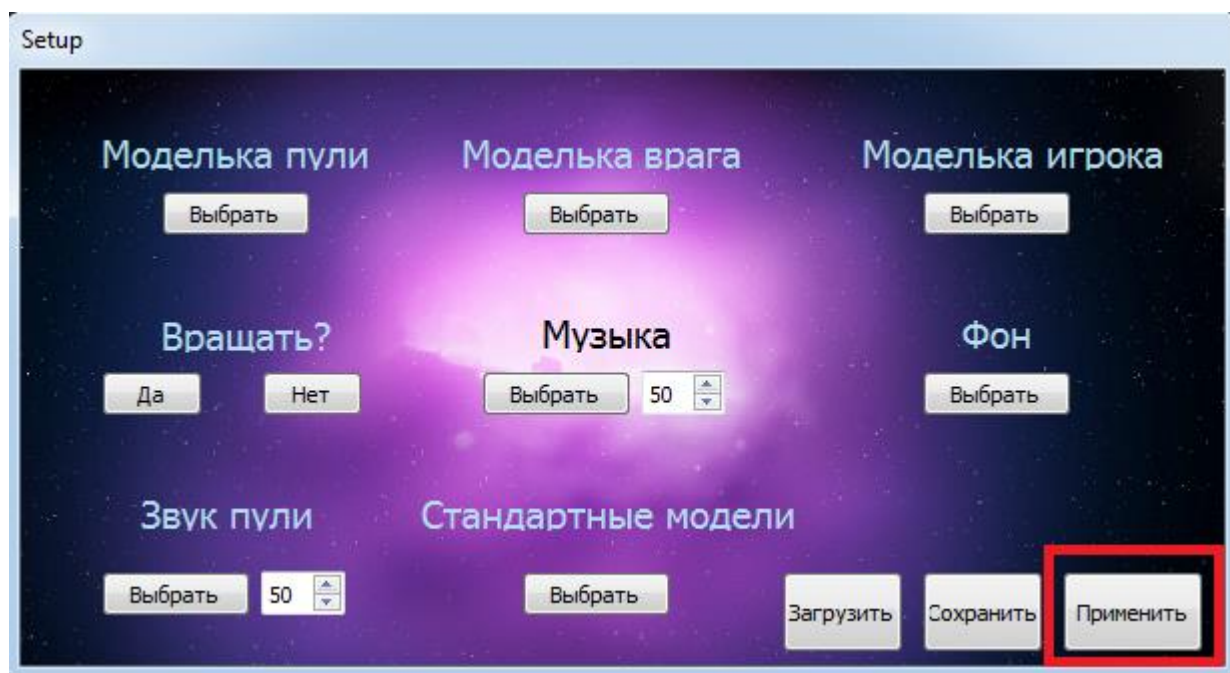 Setup
Моделька пули Моделька врага Моделька игрока
Выбрать Выбрать Выбрать
Вращать? Музыка Фон
Да Нет Выбрать 50 Выбрать
Звук пули Стандартные модели
Выбрать 50 Выбрать Загрузить Сохранить Применить